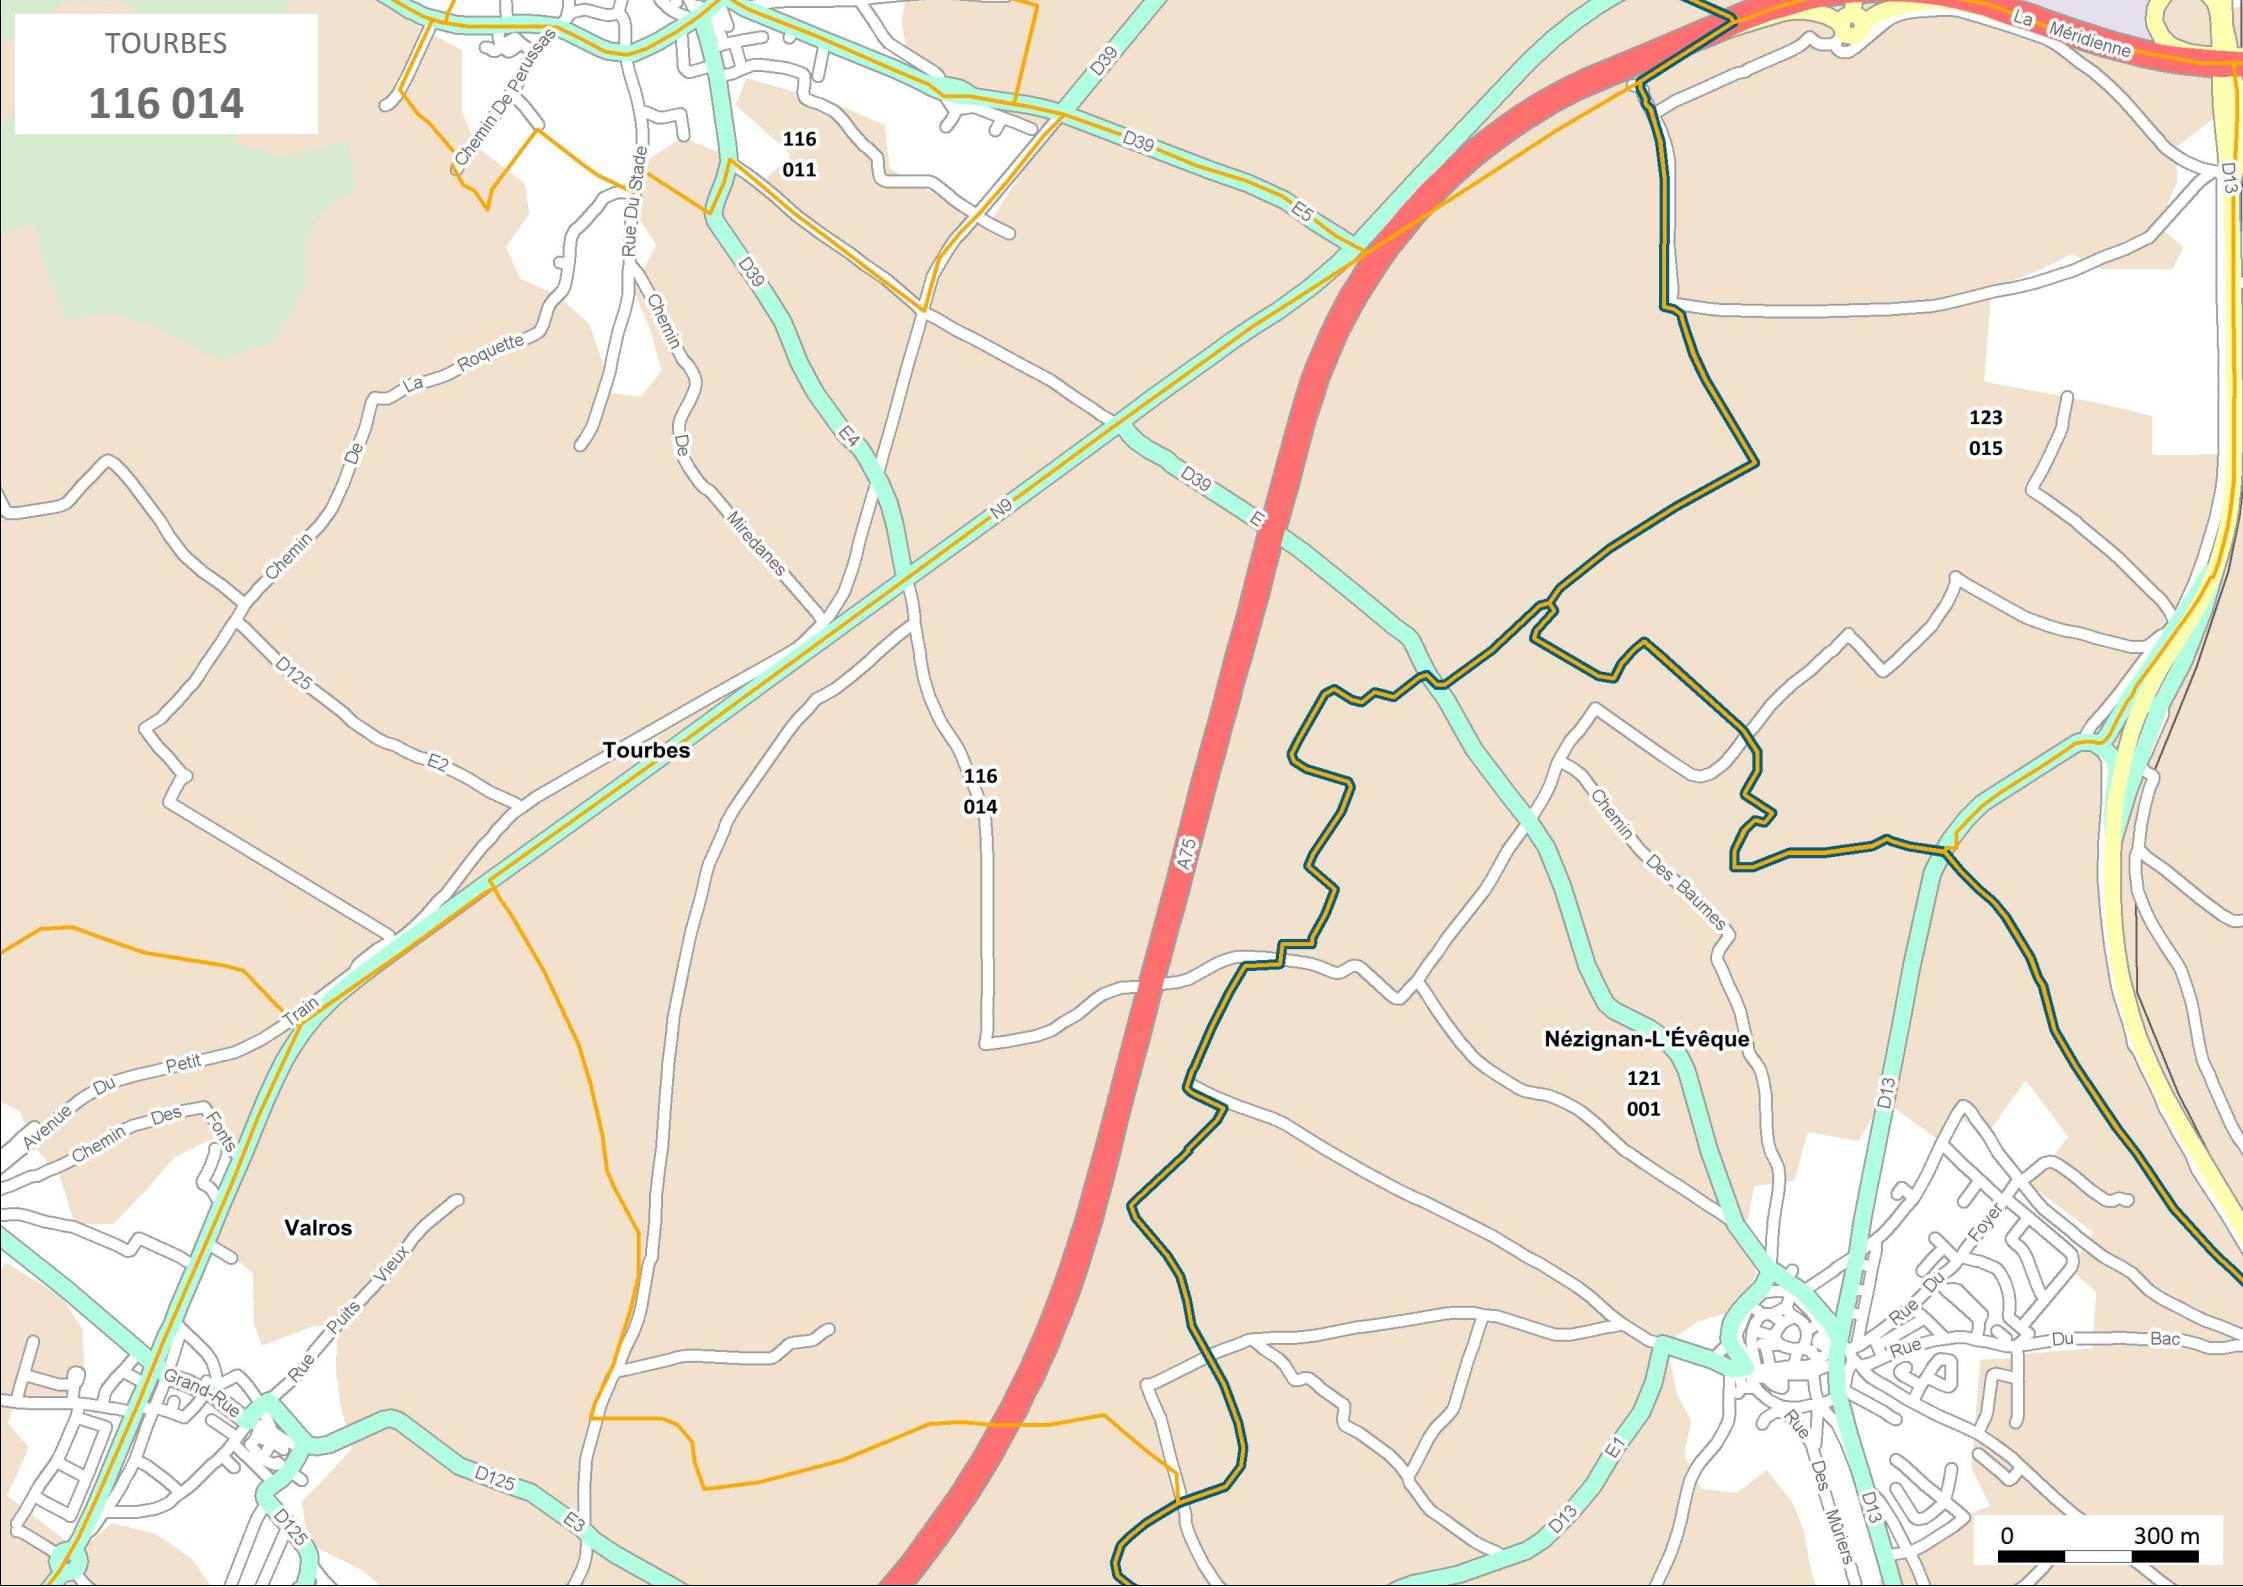 TOURBES
116 014
La Méridienne
Chemin De Perussas
D39
116
011
D39
D13
Rue Du Stade
E5
D39
Chemin
La Roquette
De
Chemin
E4
De
D39
E
N9
Miredanes
123
015
D125
E2
Tourbes
116
014
A75
Chemin Des Baumes
Train
Petit
Du
Avenue
Chemin Des Fonts
Nézignan-L'Évêque
121
001
D13
Valros
Rue Puits Vieux
Rue Du Foyer
Rue Du Bac
Grand-Rue
D125
E3
D125
E1
D13
Rue Des Mûriers
D13
0 300 m